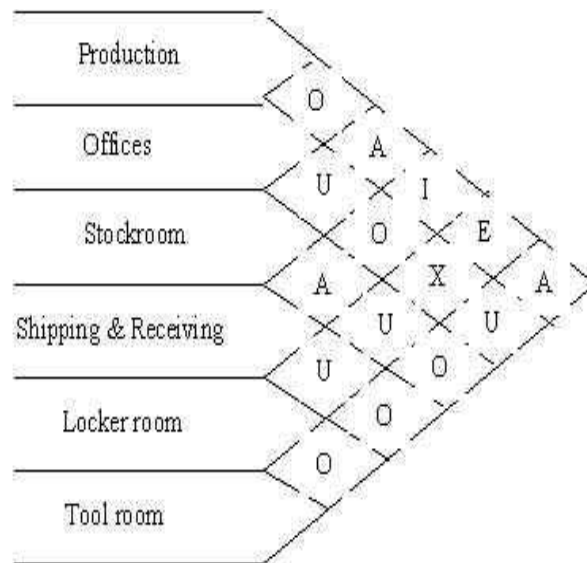 Production
O
Offices
A
U
I
Stockroom
O
E
A
X
A
Shipping & Receiving
U
U
U
O
Locker room
O
O
Tool room